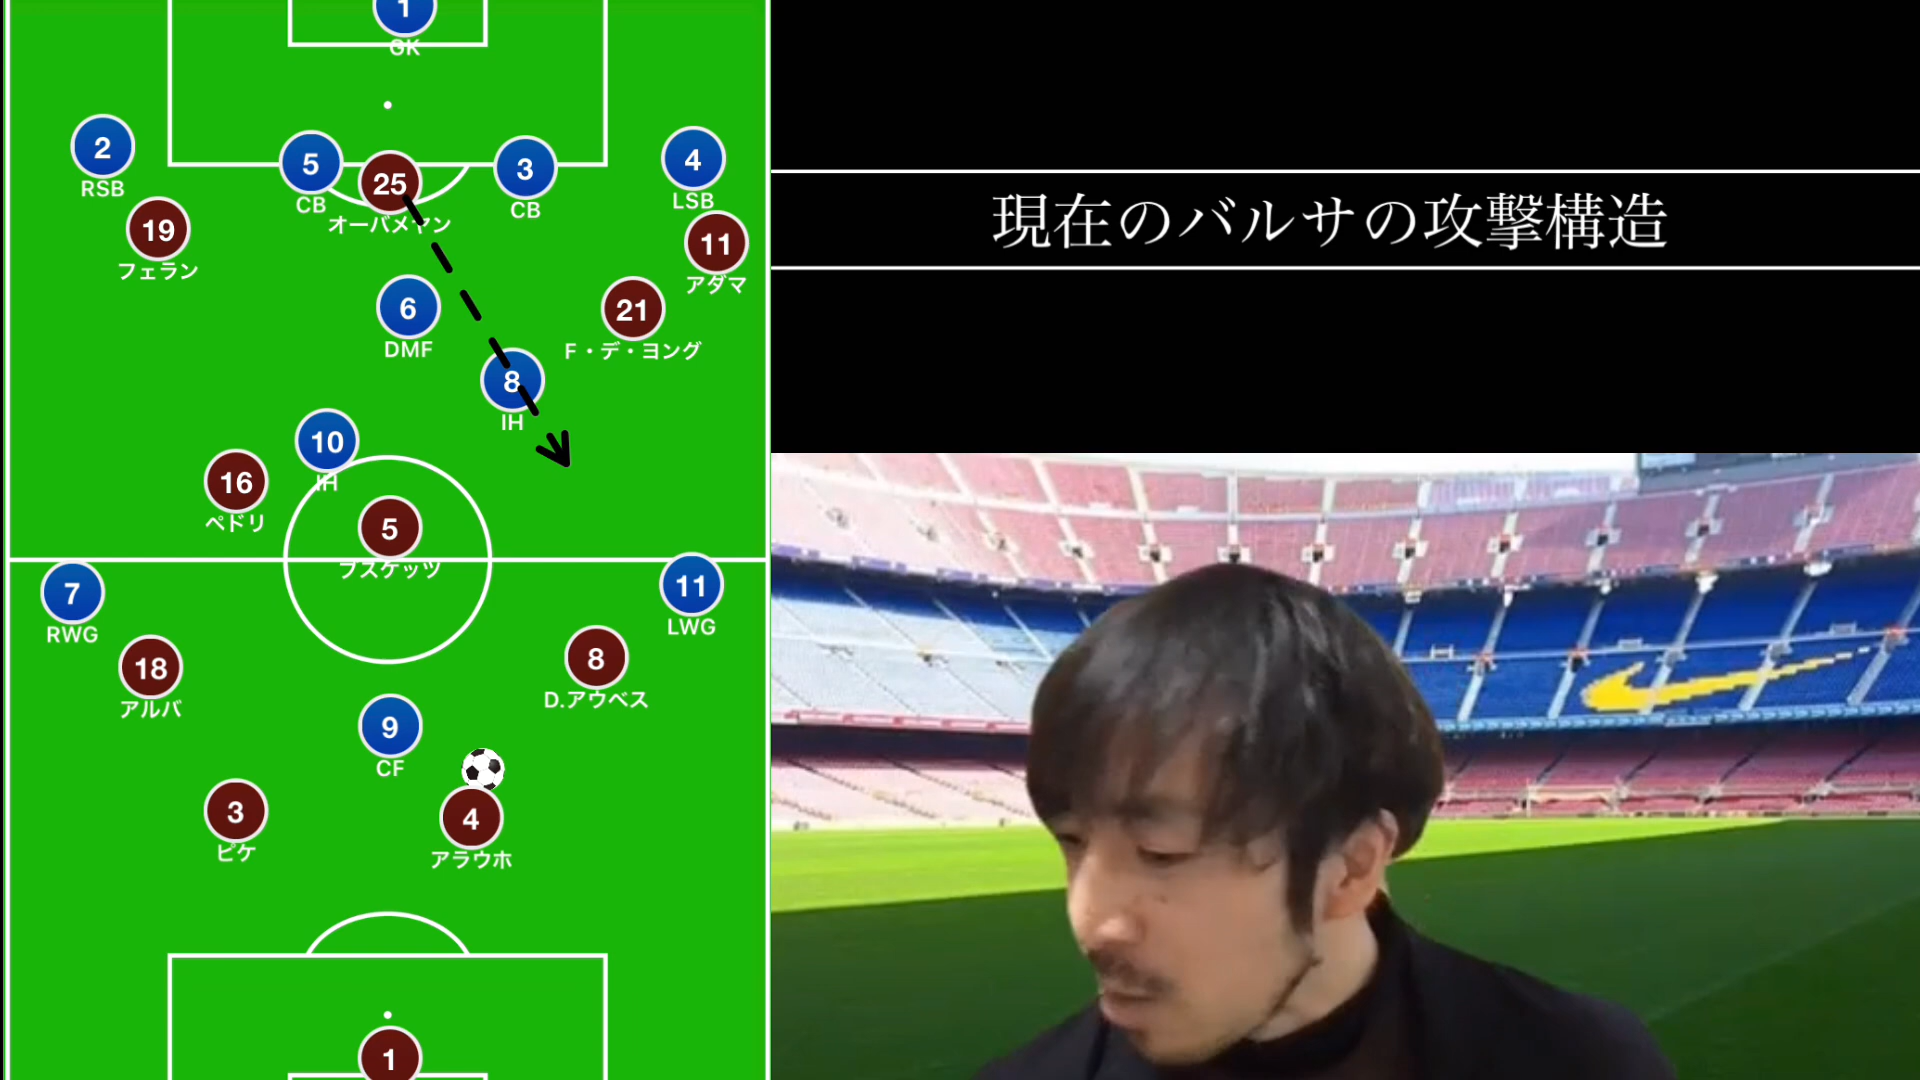 1
GK
2
RSB
5
CB
25
オーバメヤン
3
CB
4
LSB
19
フェラン
11
アダマ
6
DMF
21
F・デ・ヨング
8
IH
10
IH
16
ペドリ
5
ブスケッツ
7
RWG
11
LWG
18
アルバ
8
D.アウベス
9
CF
3
ピケ
4
アラウホ
1
現在のバルサの攻撃構造